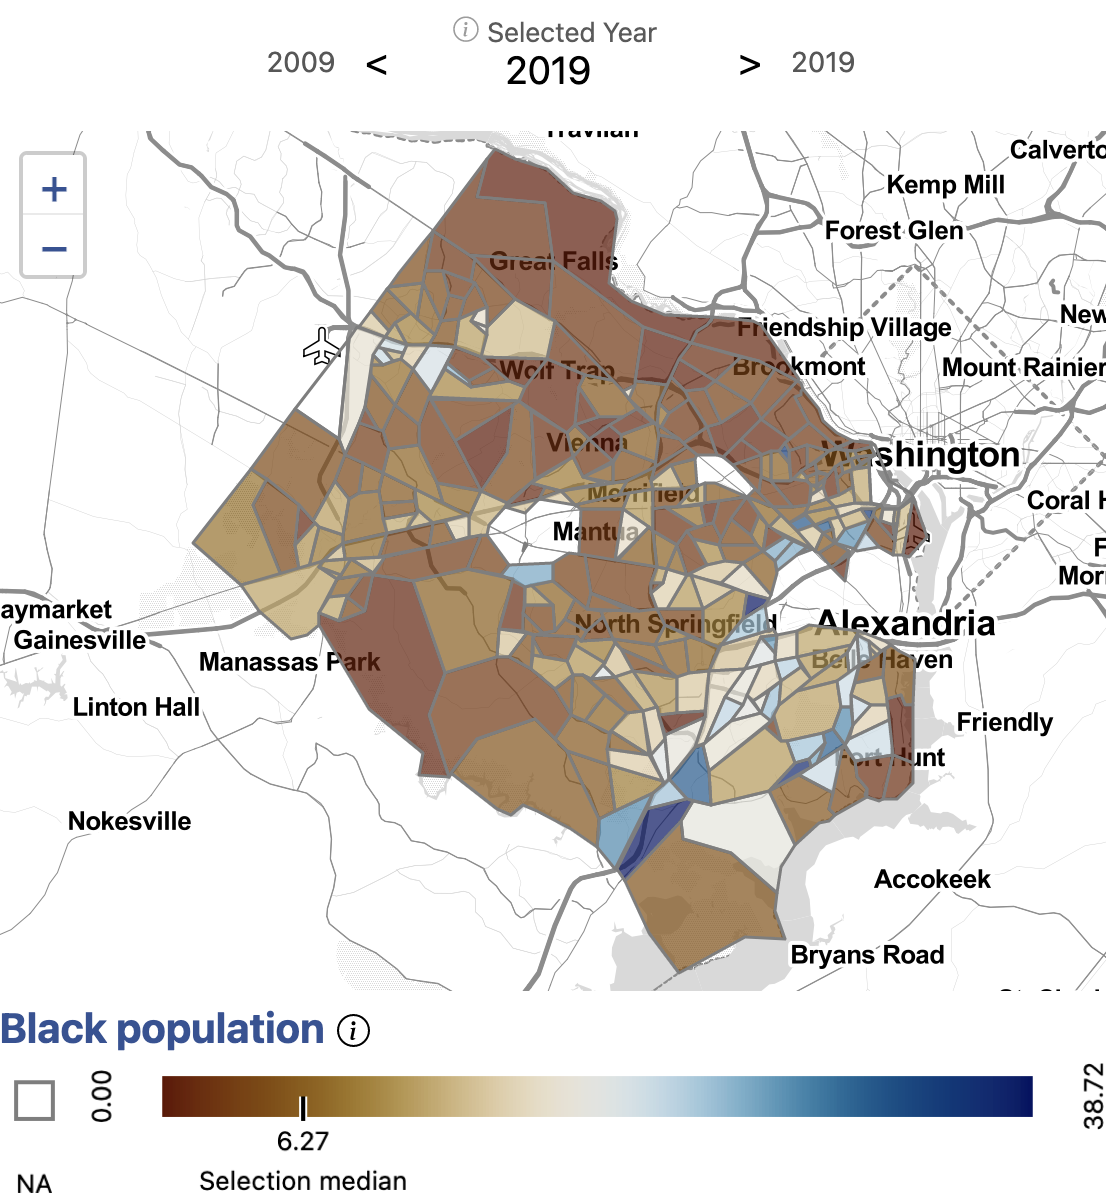 Selected Year
2009 < 2019 > 2019
Travilah
Calverto
Kemp Mill
Forest Glen
Great Falls
New
Friendship Village
Wolf Trap
Brookmont
Mount Rainier
Vienna
Washington
Merrifield
Coral H
Mantua
F
Morn
aymarket
North Springfield
Alexandria
Gainesville
Manassas Park
Belle Haven
Linton Hall
Friendly
Fort Hunt
Nokesville
Accokeek
Bryans Road
Black population
0.00
38.72
6.27
NA
Selection median